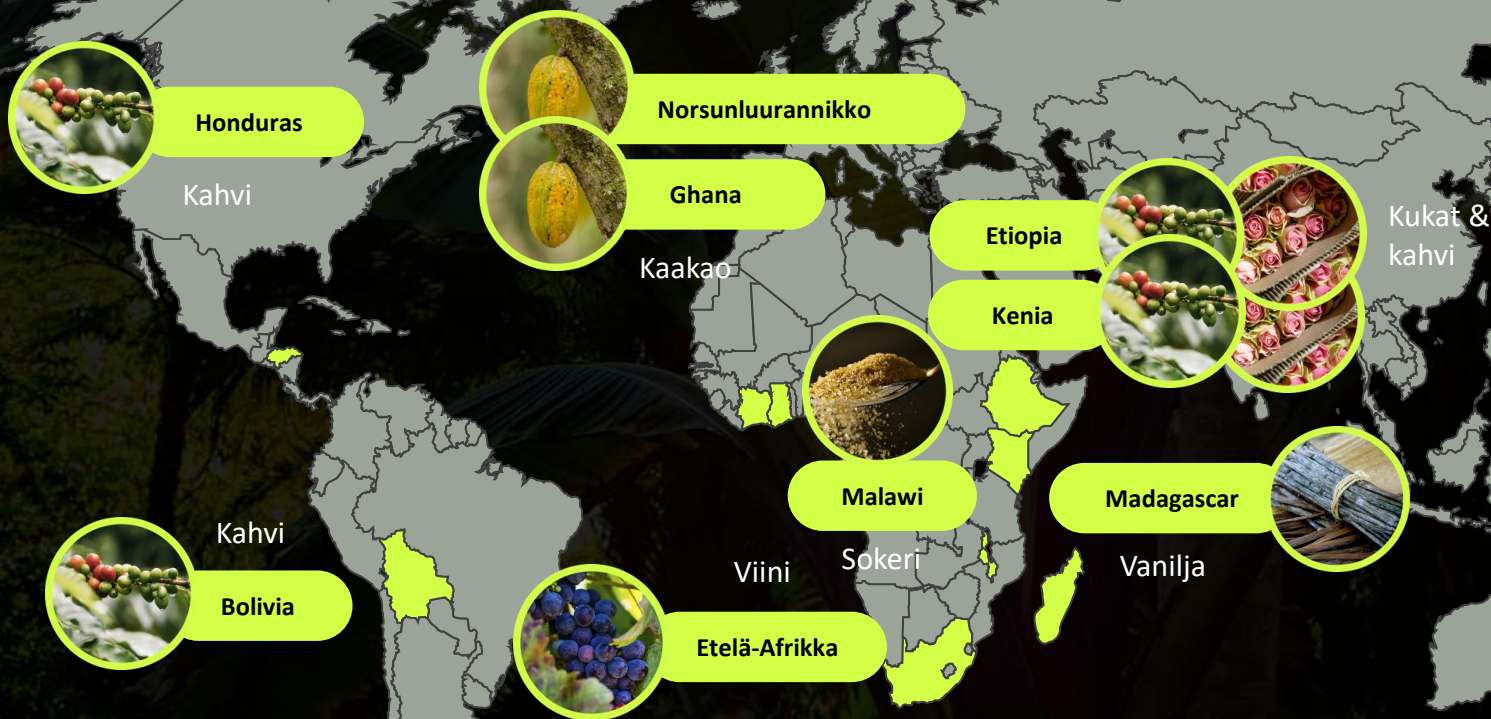 Honduras
Kahvi
Norsunluurannikko
Ghana
Kaakao
Etiopia
Kenia
Kukat &
kahvi
Malawi
Sokeri
Madagascar
Vanilja
Kahvi
Bolivia
Viini
Etelä-Afrikka